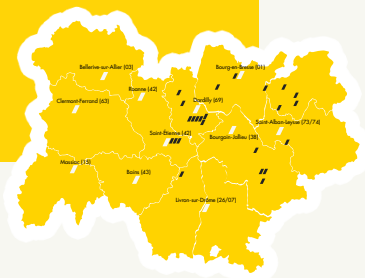 Bellerive-sur-Allier (03)
Bourg-en-Bresse (01)
Roanne (42)
Clermont-Ferrand (63)
Dardilly (69)
Saint-Alban-Leysse (73/74)
Saint-Étienne (42)
Bourgoin-Jallieu (38)
Massiac (15)
Bains (43)
Livron-sur-Drôme (26/07)